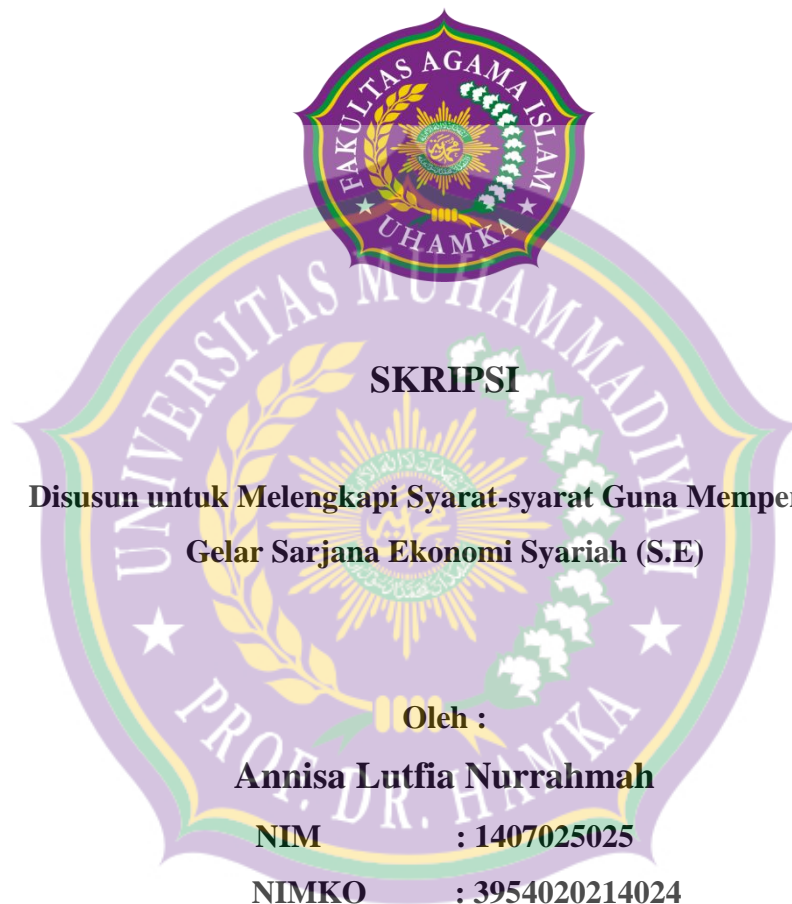 FAKULTAS AGAMA ISLAM
UHAMKA
UNIVERSITAS MUHAMMADIYAH
SKRIPSI
Disusun untuk Melengkapi Syarat-syarat Guna
Gelar Sarjana Ekonomi Syariah (S.E)
Oleh :
Annisa Lutfia Nurrahmah
PROF. DR. HAMKA
NIM : 1407025025
NIMKO : 3954020214024